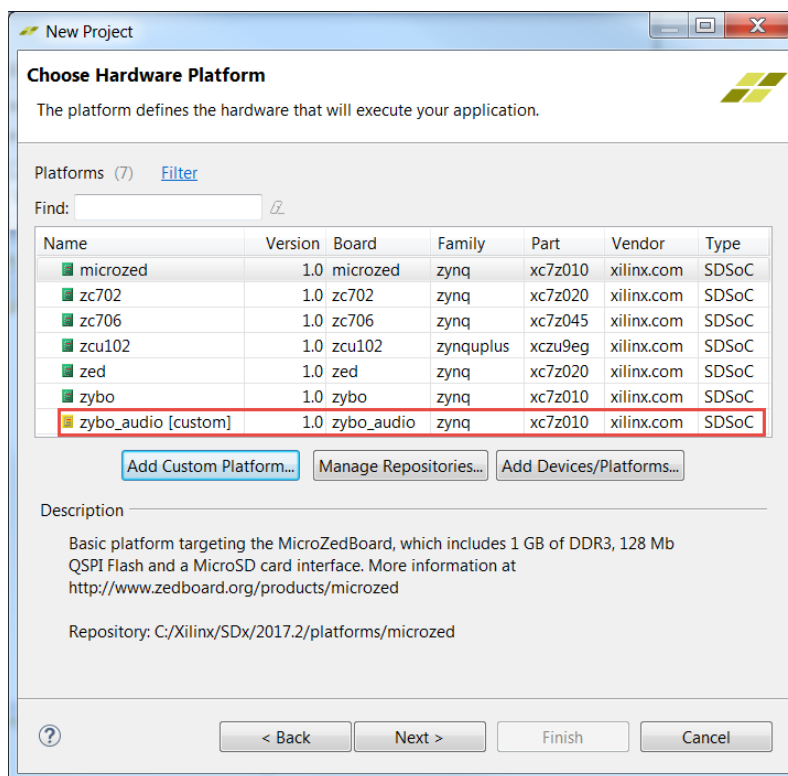 New Project
Choose Hardware Platform
The platform defines the hardware that will execute your application.
Platforms (7) Filter
Find:
Name Version Board Family Part Vendor Type
microzed 1.0 microzed zynq xc7z010 xilinx.com SDSoC
zc702 1.0 zc702 zynq xc7z020 xilinx.com SDSoC
zc706 1.0 zc706 zynq xc7z045 xilinx.com SDSoC
zcu102 1.0 zcu102 zynquplus xczu9eg xilinx.com SDSoC
zed 1.0 zed zynq xc7z020 xilinx.com SDSoC
zybo 1.0 zybo zynq xc7z010 xilinx.com SDSoC
zybo_audio [custom] 1.0 zybo_audio zynq xc7z010 xilinx.com SDSoC
Add Custom Platform... Manage Repositories... Add Devices/Platforms...
Description
Basic platform targeting the MicroZedBoard, which includes 1 GB of DDR3, 128 Mb
QSPI Flash and a MicroSD card interface. More information at
http://www.zedboard.org/products/microzed
Repository: C:/Xilinx/SDx/2017.2/platforms/microzed
? < Back Next > Finish Cancel